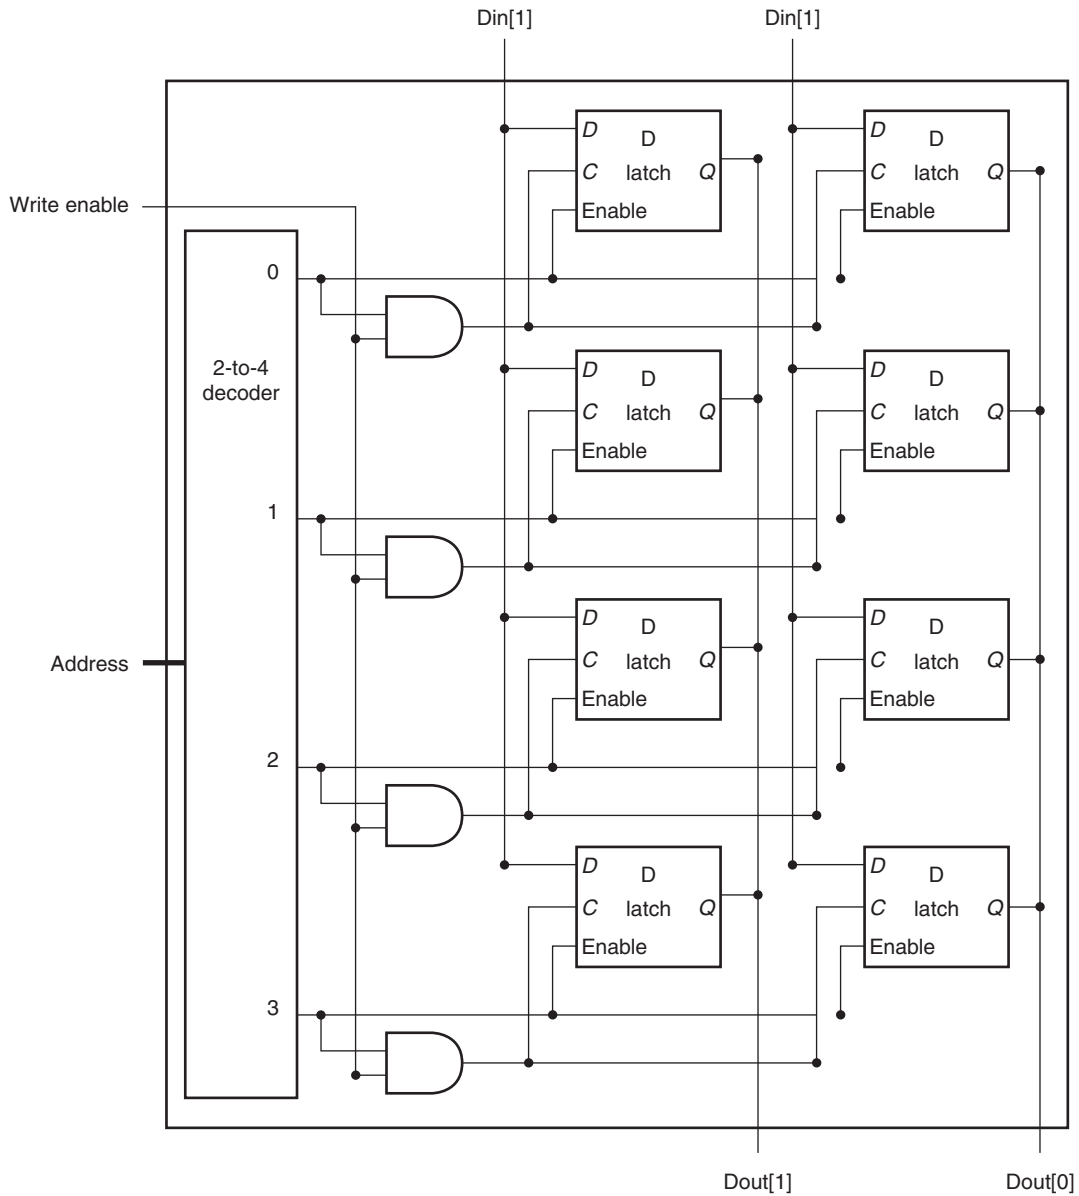 Din[1] Din[1]
D D D D
C latch Q C latch Q
Write enable
Enable Enable
0
2-to-4
decoder
D D D D
C latch Q C latch Q
Enable Enable
1
D D D D
C latch Q C latch Q
Address
Enable Enable
2
D D D D
C latch Q C latch Q
Enable Enable
3
Dout[1] Dout[0]